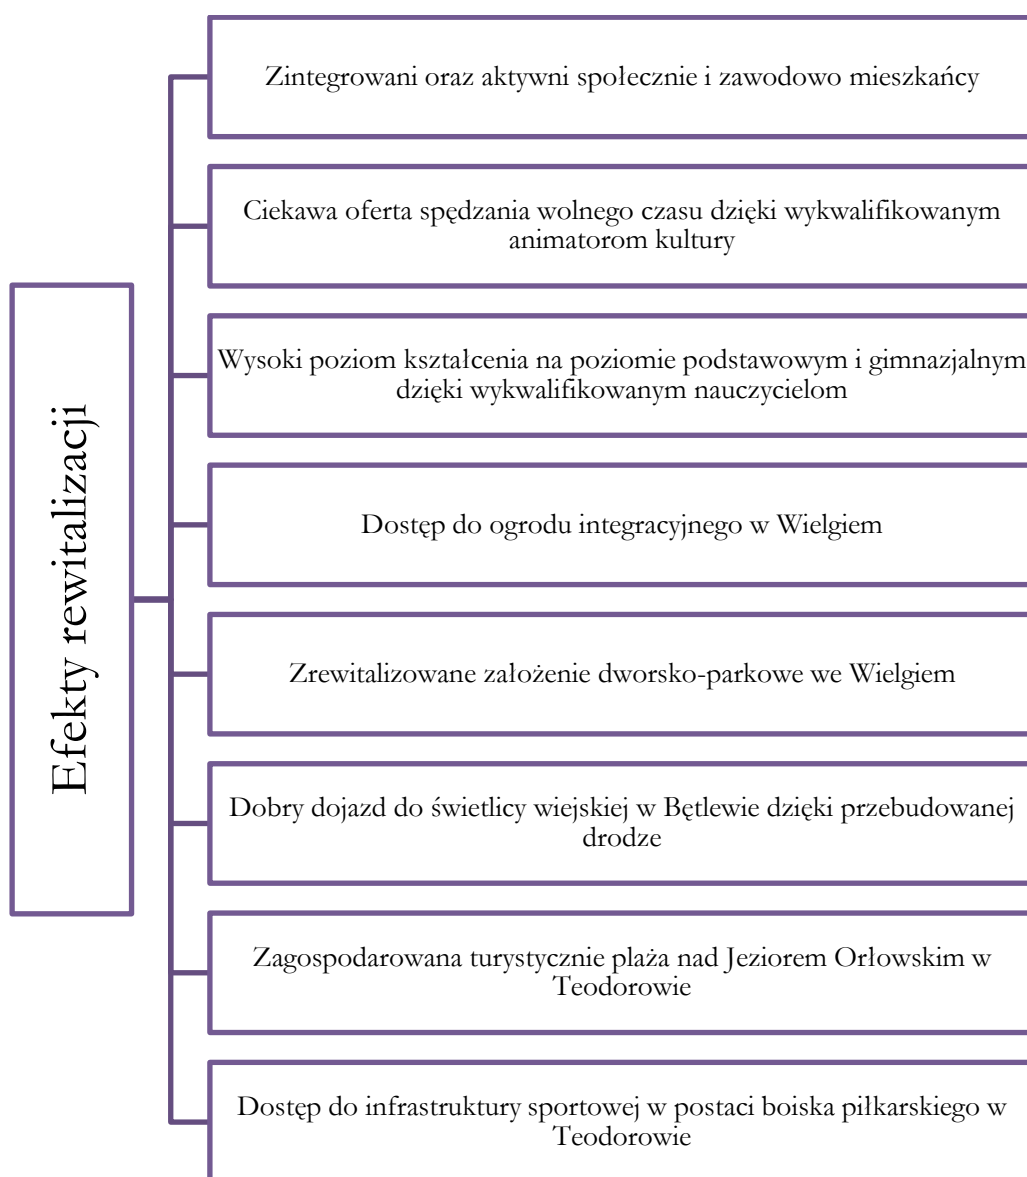 Efekty rewitalizacji
Zintegrowani oraz aktywni społecznie i zawodowo mieszkańcy
Ciekawa oferta spędzania wolnego czasu dzięki wykwalifikowanym
animatorom kultury
Wysoki poziom kształcenia na poziomie podstawowym i gimnazjalnym
dzięki wykwalifikowanym nauczycielom
Dostęp do ogrodu integracyjnego w Wielgiem
Zrewitalizowane założenie dworsko-parkowe we Wielgiem
Dobry dojazd do świetlicy wiejskiej w Bętlewie dzięki przebudowanej
drodze
Zagospodarowana turystycznie plaża nad Jeziorem Orłowskim w
Teodorowie
Dostęp do infrastruktury sportowej w postaci boiska piłkarskiego w
Teodorowie